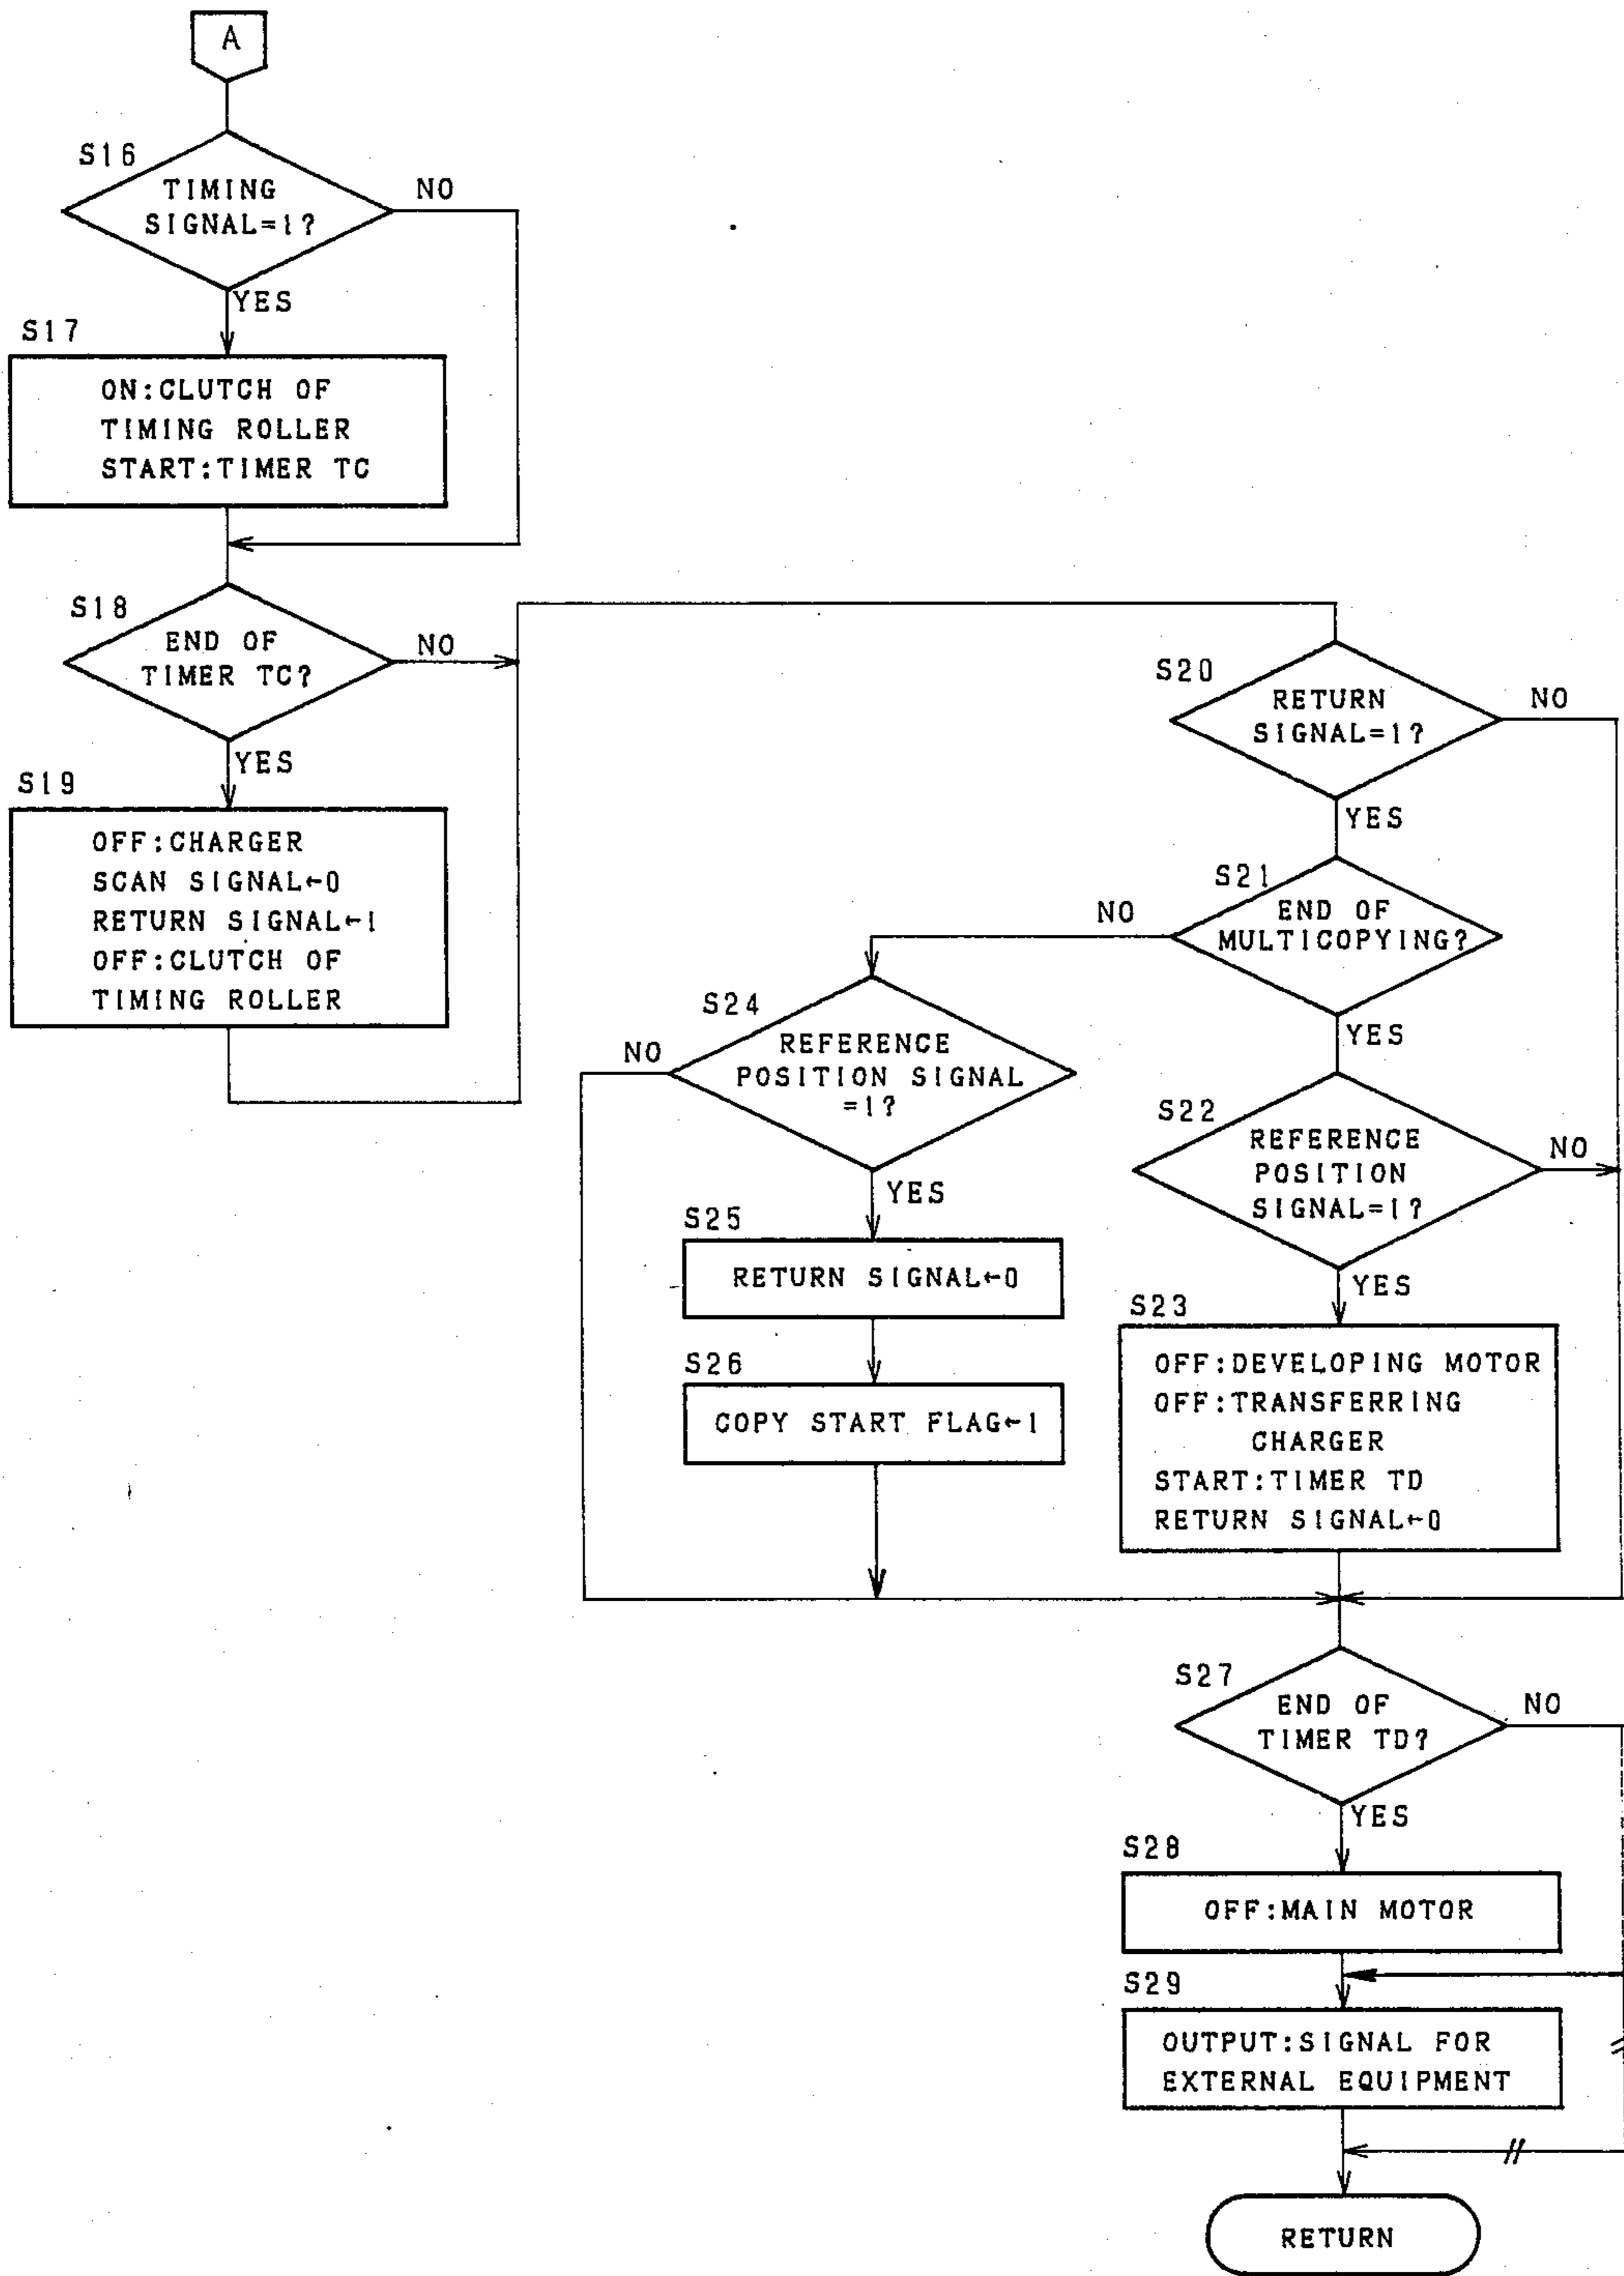 A
S16
TIMING
SIGNAL=1?
NO
YES
S17
ON:CLUTCH OF
TIMING ROLLER
START:TIMER TC
S18
END OF
TIMER TC?
NO
YES
S19
OFF:CHARGER
SCAN SIGNAL←0
RETURN SIGNAL←1
OFF:CLUTCH OF
TIMING ROLLER
S20
RETURN
SIGNAL=1?
NO
YES
S21
END OF
MULTICOPYING?
NO
YES
S24
REFERENCE
POSITION SIGNAL
=1?
NO
YES
S25
RETURN SIGNAL←0
S26
COPY START FLAG←1
S22
REFERENCE
POSITION
SIGNAL=1?
NO
YES
S23
OFF:DEVELOPING MOTOR
OFF:TRANSFERRING
CHARGER
START:TIMER TD
RETURN SIGNAL←0
S27
END OF
TIMER TD?
NO
YES
S28
OFF:MAIN MOTOR
S29
OUTPUT:SIGNAL FOR
EXTERNAL EQUIPMENT
RETURN